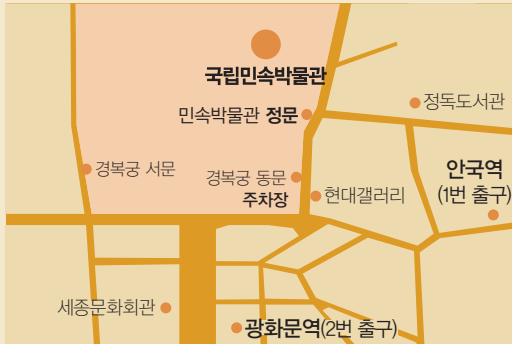 국립민속박물관
민속박물관 정문
정독도서관
경복궁 서문
경복궁 동문
주차장
현대갤러리
안국역
(1번 출구)
세종문화회관
광화문역(2번 출구)